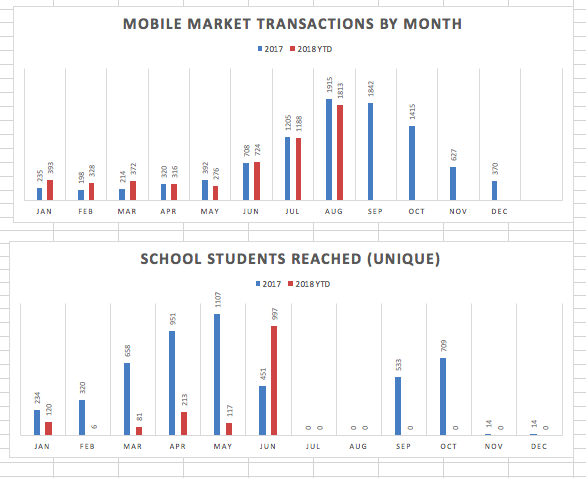 MOBILE MARKET TRANSACTIONS BY MONTH
2017 2018 YTD
235 393 198 328 214 372 320 316 392 276 708 724 1205 1188 1915 1813 1842 1415 627 370
JAN FEB MAR APR MAY JUN JUL AUG SEP OCT NOV DEC
SCHOOL STUDENTS REACHED (UNIQUE)
2017 2018 YTD
234 120 320 6 658 81 951 213 1107 117 451 997 0 0 0 0 533 0 709 0 14 0 14 0
JAN FEB MAR APR MAY JUN JUL AUG SEP OCT NOV DEC